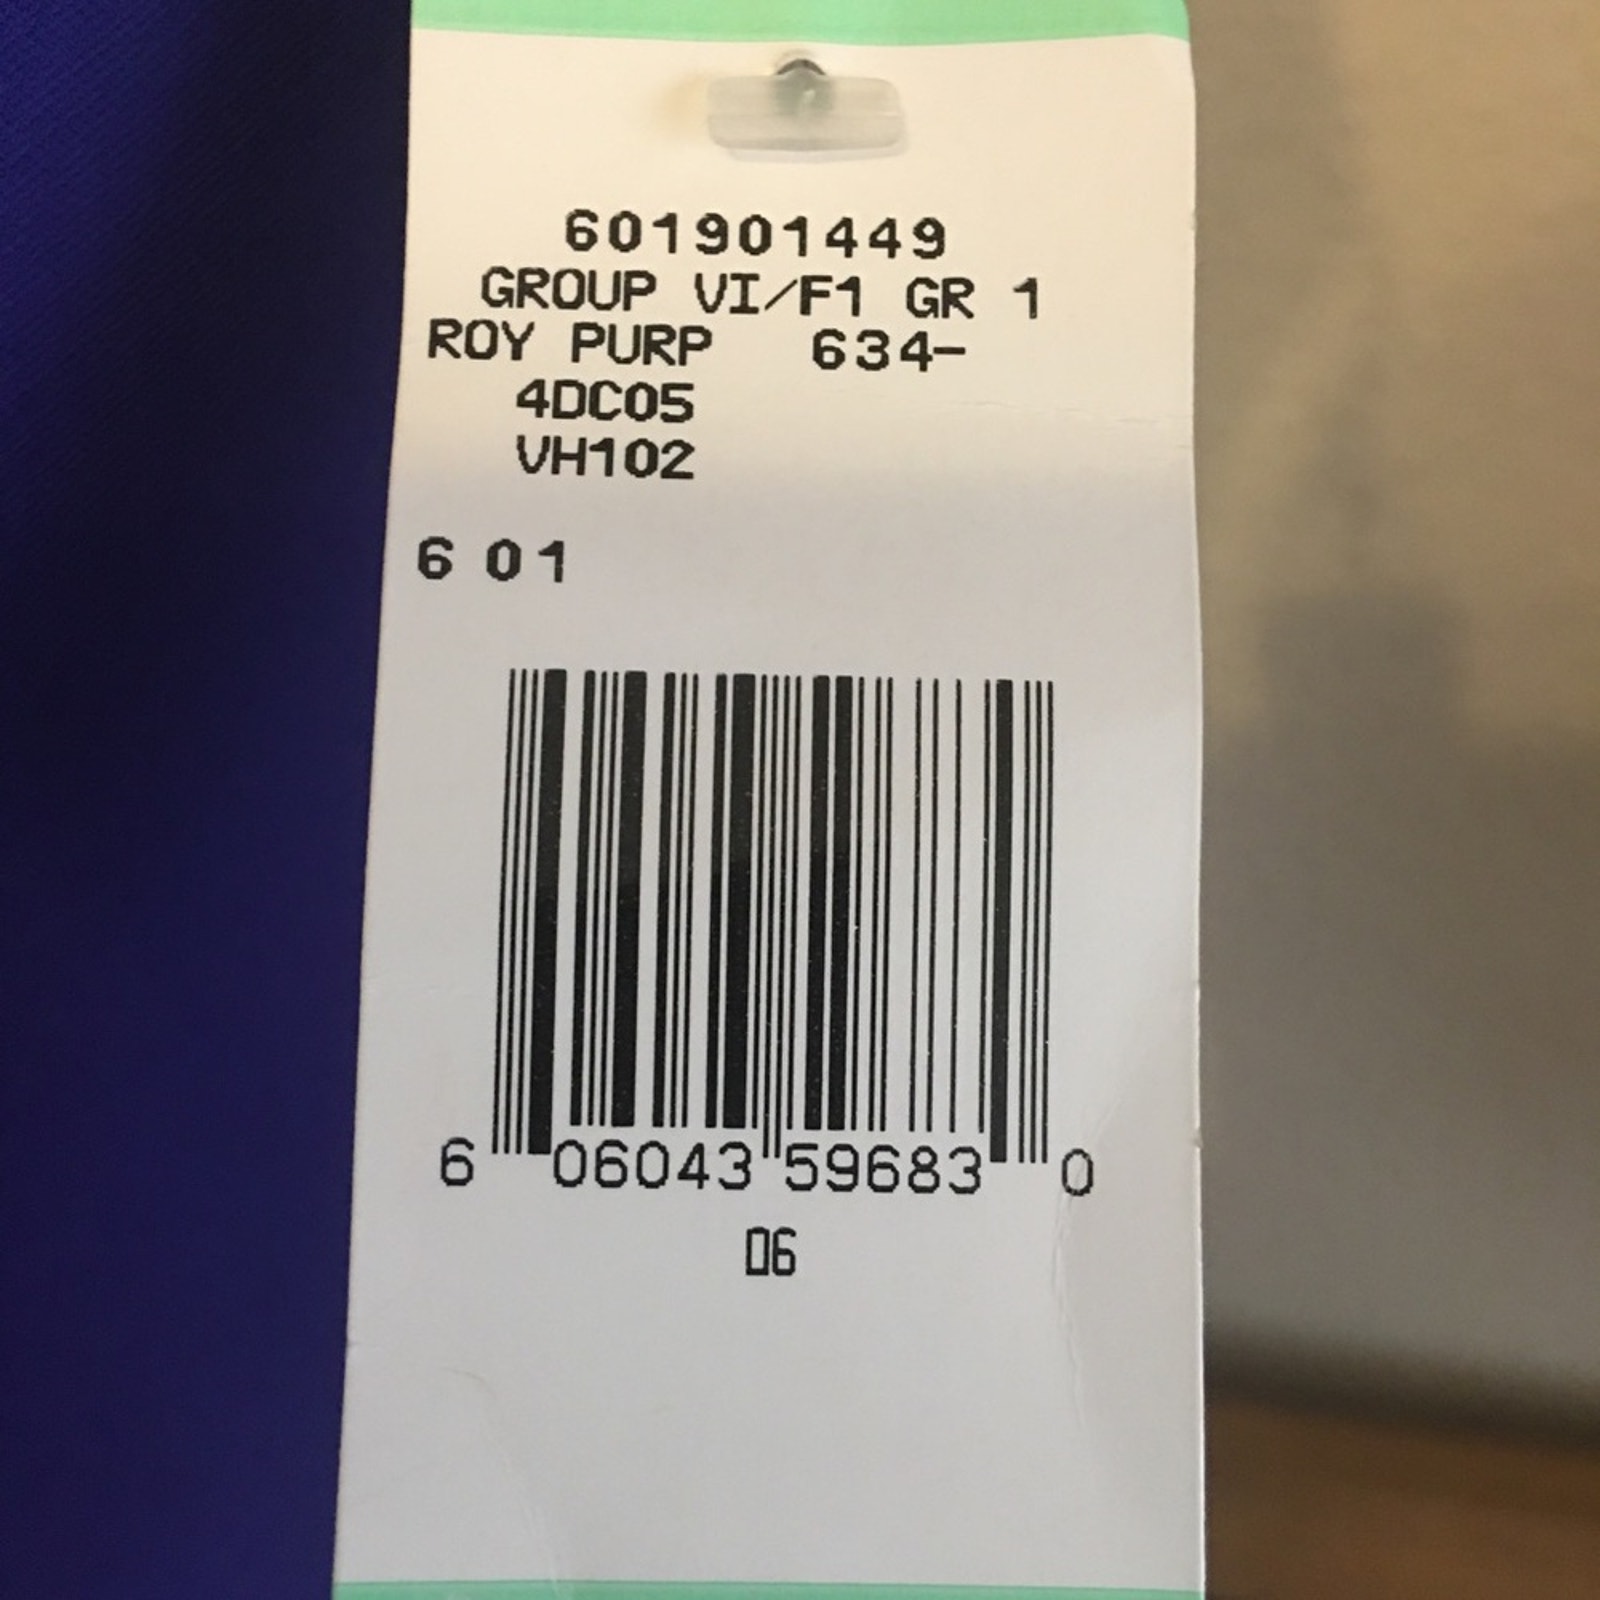 601901449
GROUP VI/F1 GR 1
ROY PURP 634-
4DC05
VH102
6 01
6 06043 59683 0
06